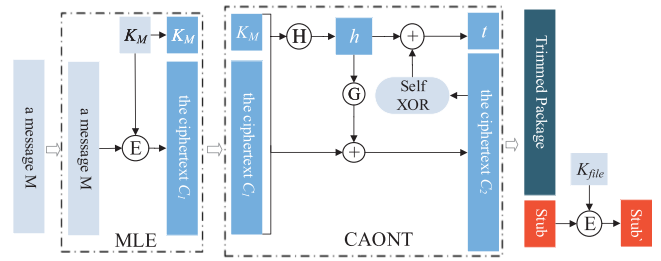 a message M
a message M
K_M
K_M
E
the ciphertext C_1
MLE
K_M
the ciphertext C_1
H
h
G
+
+
Self
XOR
t
the ciphertext C_2
CAONT
Trimmed Package
Stub
K_file
E
Stub`